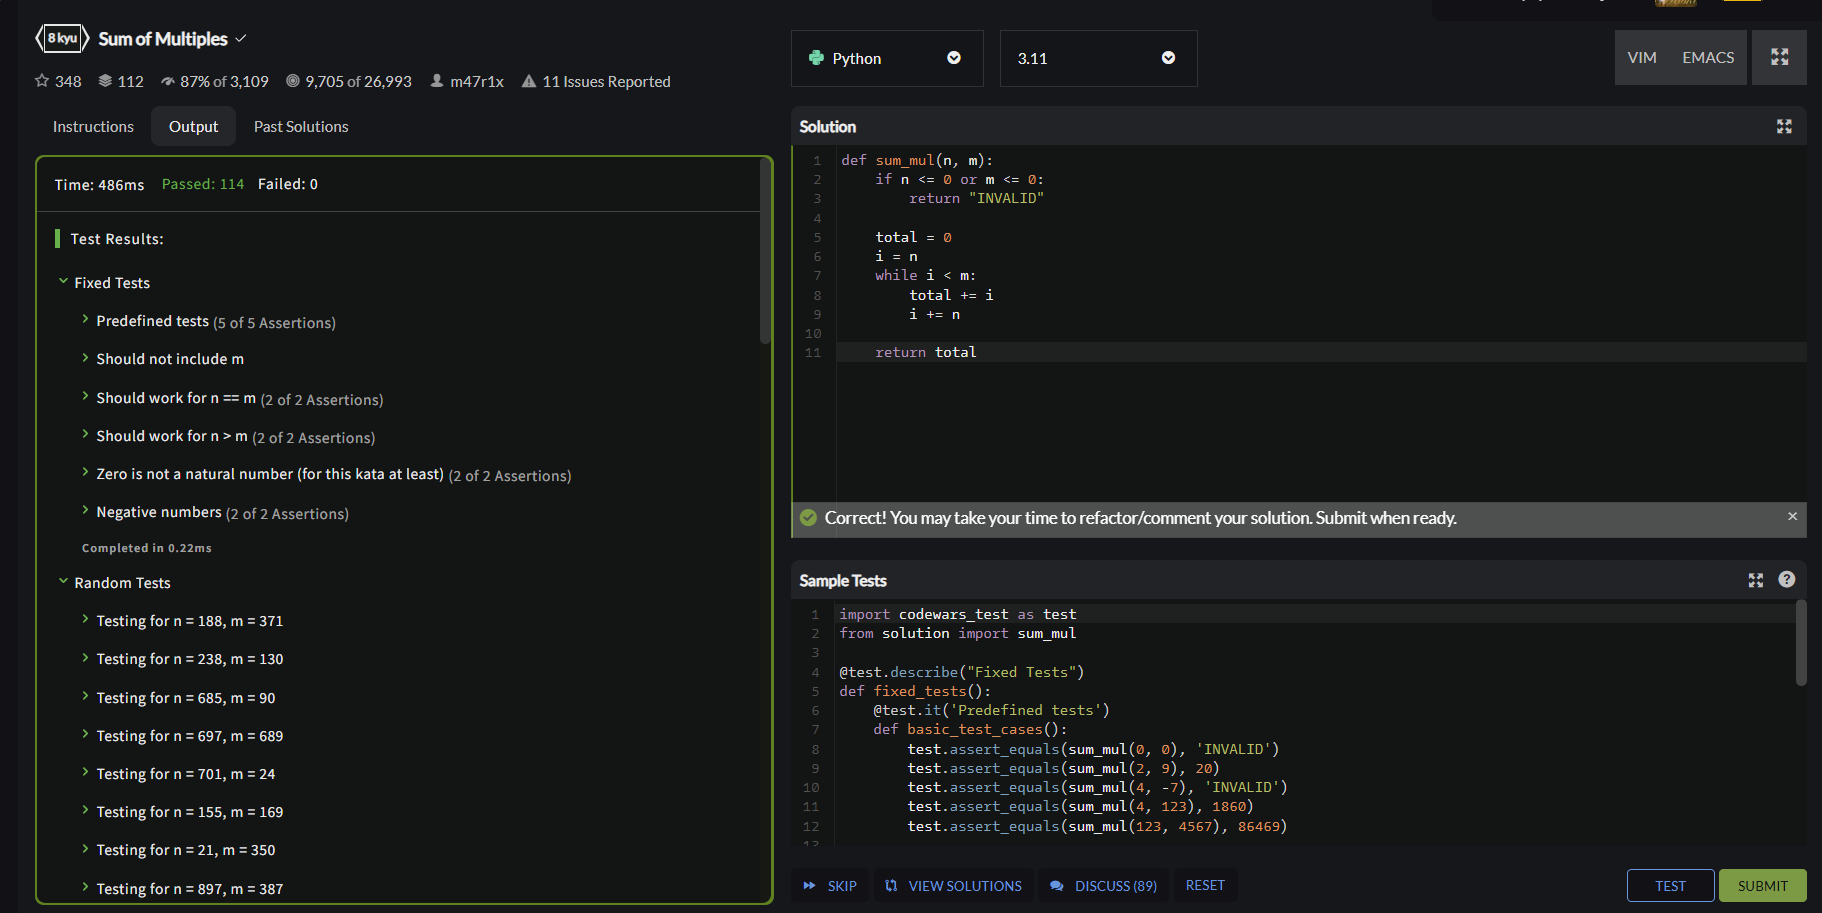 8 kyu Sum of Multiples
348 112 87% of 3,109 9,705 of 26,993 m47r1x 11 Issues Reported
Instructions Output Past Solutions
Time: 486ms Passed: 114 Failed: 0
Test Results:
Fixed Tests
Predefined tests (5 of 5 Assertions)
Should not include m
Should work for n == m (2 of 2 Assertions)
Should work for n > m (2 of 2 Assertions)
Zero is not a natural number (for this kata at least) (2 of 2 Assertions)
Negative numbers (2 of 2 Assertions)
Completed in 0.22ms
Random Tests
Testing for n = 188, m = 371
Testing for n = 238, m = 130
Testing for n = 685, m = 90
Testing for n = 697, m = 689
Testing for n = 701, m = 24
Testing for n = 155, m = 169
Testing for n = 21, m = 350
Testing for n = 897, m = 387
Python 3.11 VIM EMACS
Solution
1 def sum_mul(n, m):
2     if n <= 0 or m <= 0:
3         return "INVALID"
4
5     total = 0
6     i = n
7     while i < m:
8         total += i
9         i += n
10
11     return total
Correct! You may take your time to refactor/comment your solution. Submit when ready.
Sample Tests
1 import codewars_test as test
2 from solution import sum_mul
3
4 @test.describe("Fixed Tests")
5 def fixed_tests():
6     @test.it('Predefined tests')
7     def basic_test_cases():
8         test.assert_equals(sum_mul(0, 0), 'INVALID')
9         test.assert_equals(sum_mul(2, 9), 20)
10         test.assert_equals(sum_mul(4, -7), 'INVALID')
11         test.assert_equals(sum_mul(4, 123), 1860)
12         test.assert_equals(sum_mul(123, 4567), 86469)
SKIP VIEW SOLUTIONS DISCUSS (89) RESET TEST SUBMIT